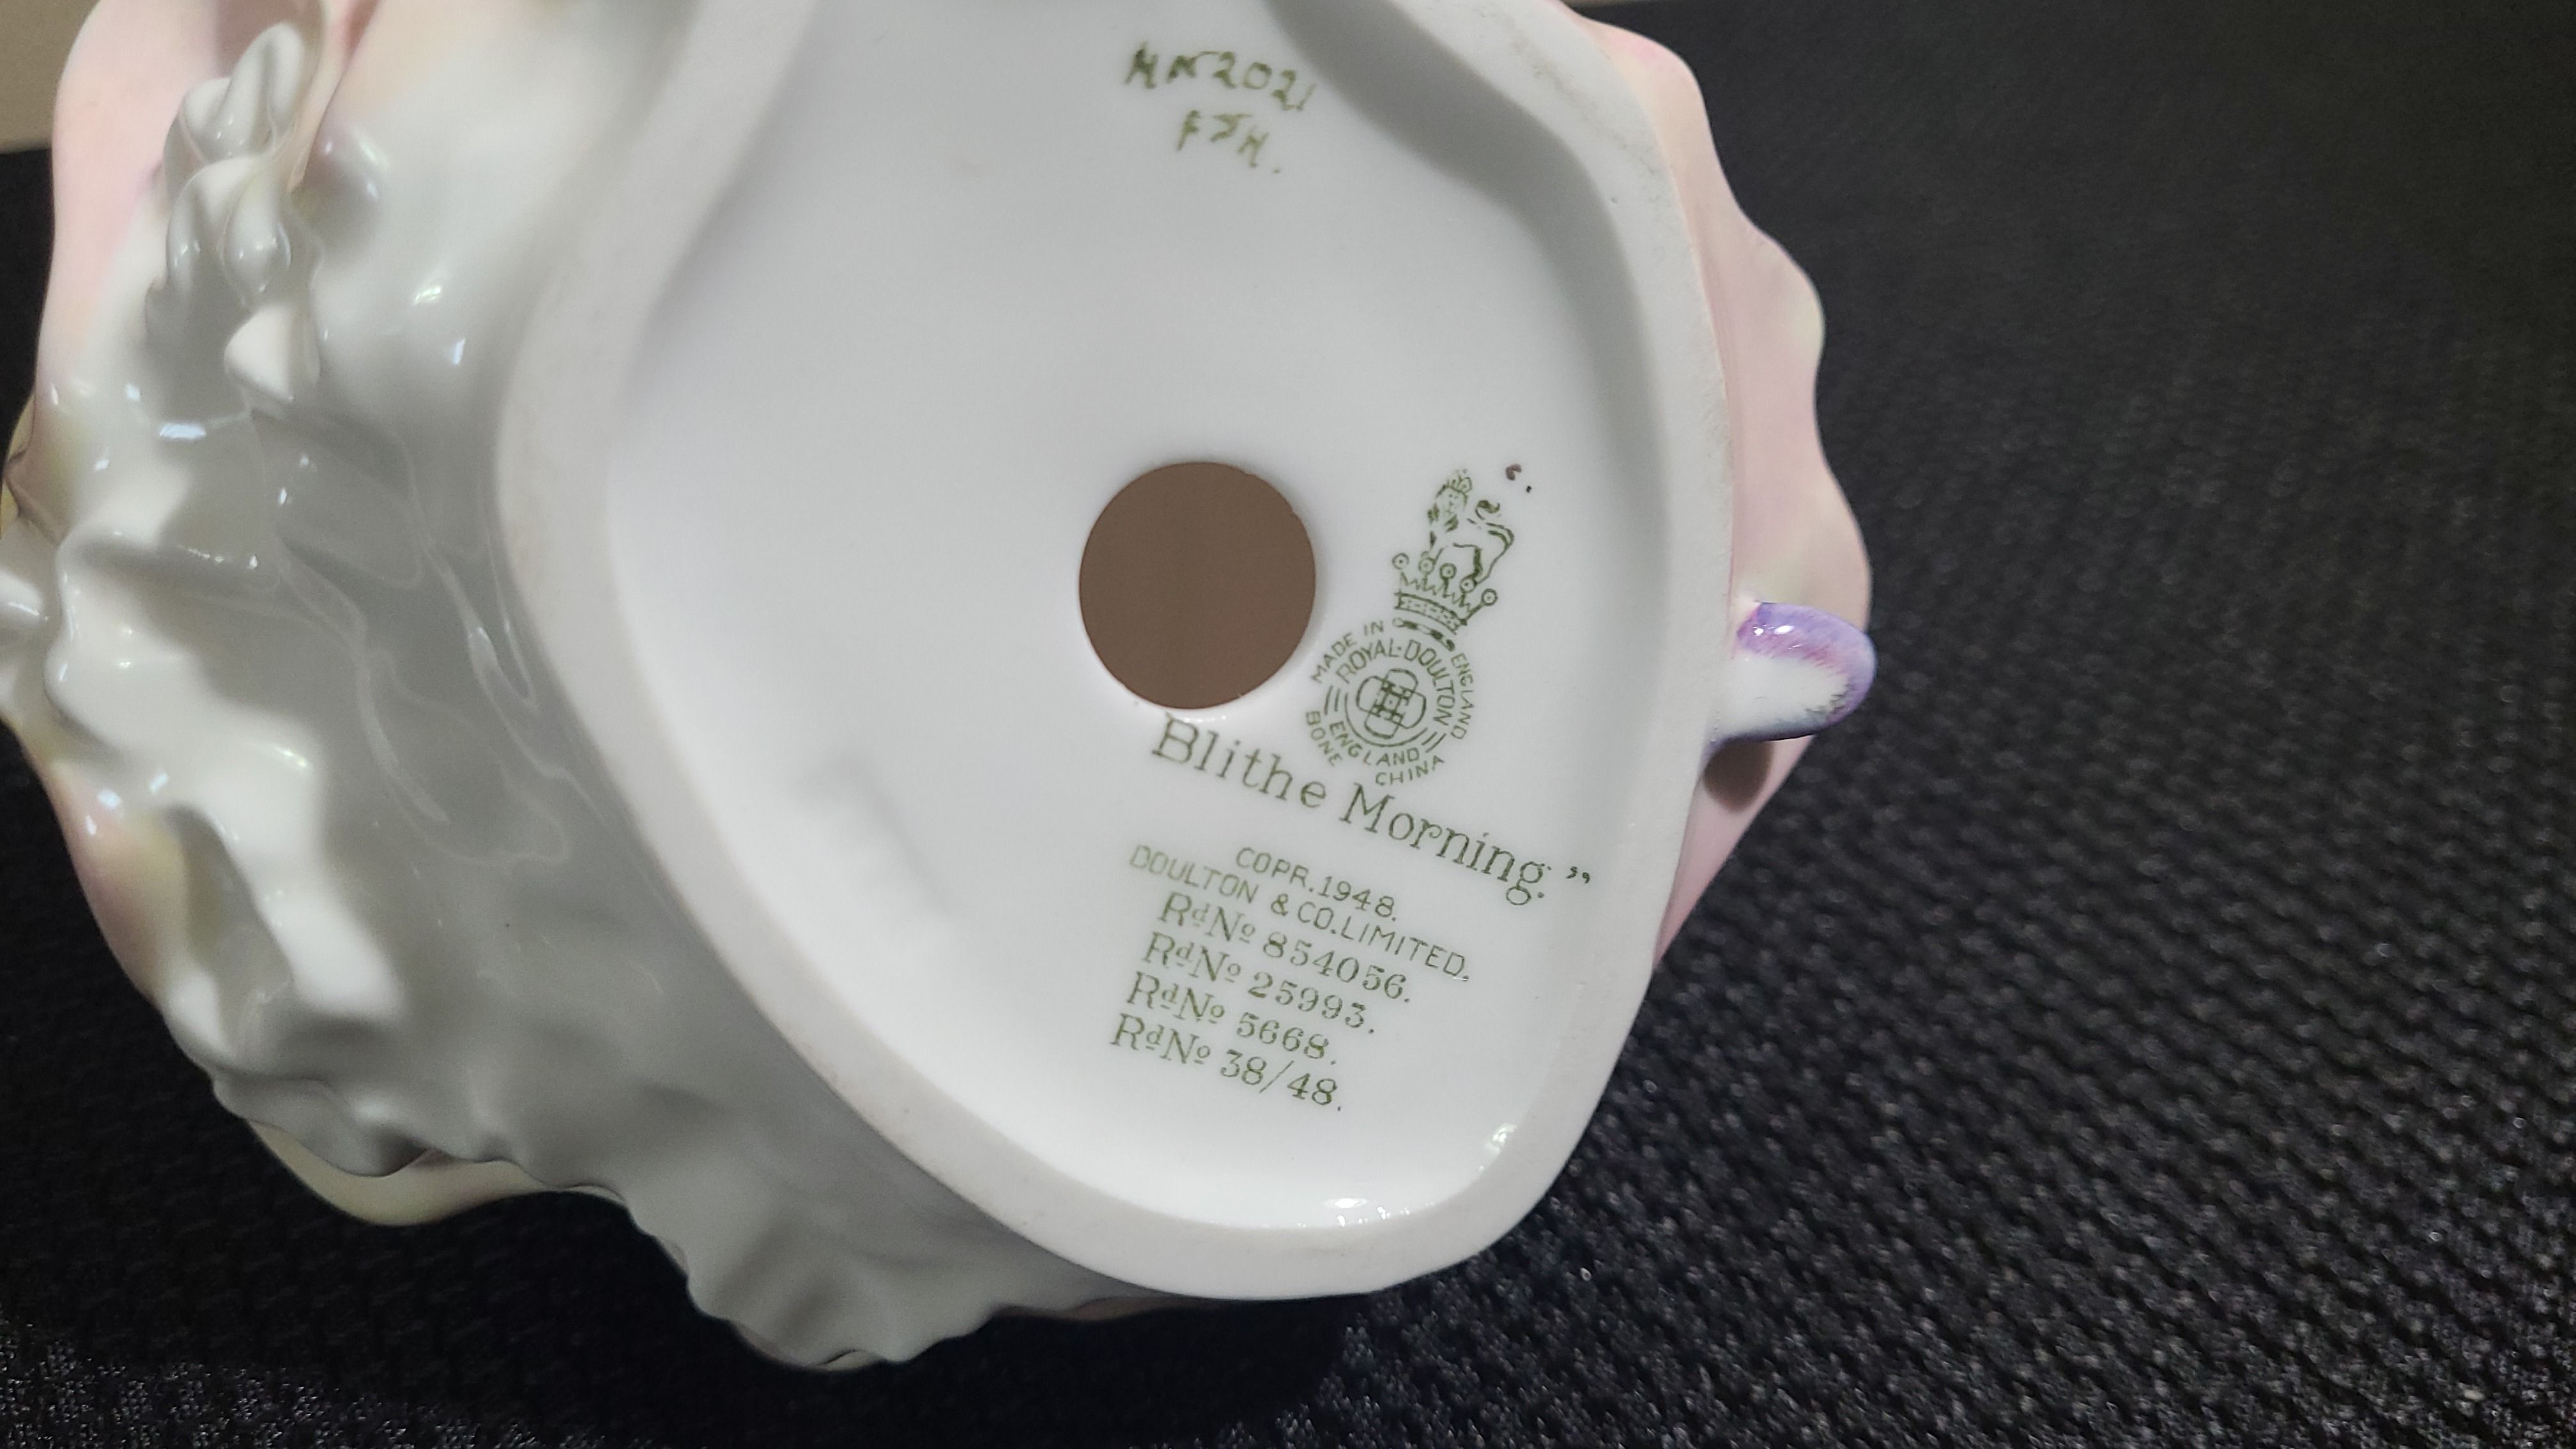 HN2021
FJH.
MADE IN ENGLAND
ROYAL·DOULTON
ENGLAND
BONE CHINA
Blithe Morning.”
COPR.1948.
DOULTON & CO.LIMITED.
RdNo 854056.
RdNo 25993.
RdNo 5668.
RdNo 38/48.